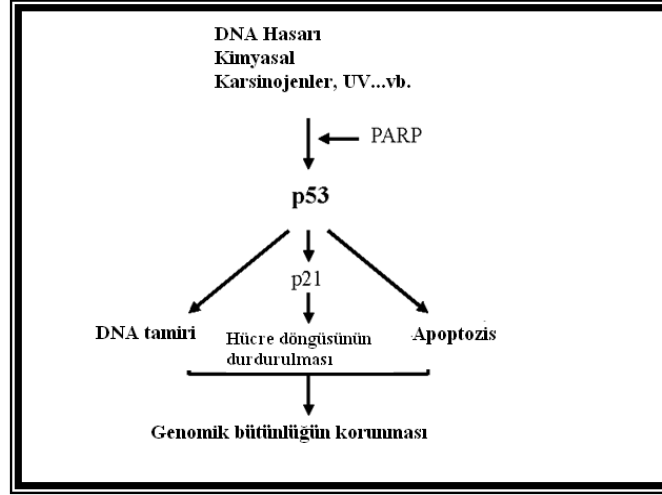 DNA Hasarı
Kimyasal
Karsinojenler, UV...vb.
PARP
p53
p21
DNA tamiri
Hücre döngüsünün
durdurulması
Apoptozis
Genomik bütünlüğün korunması